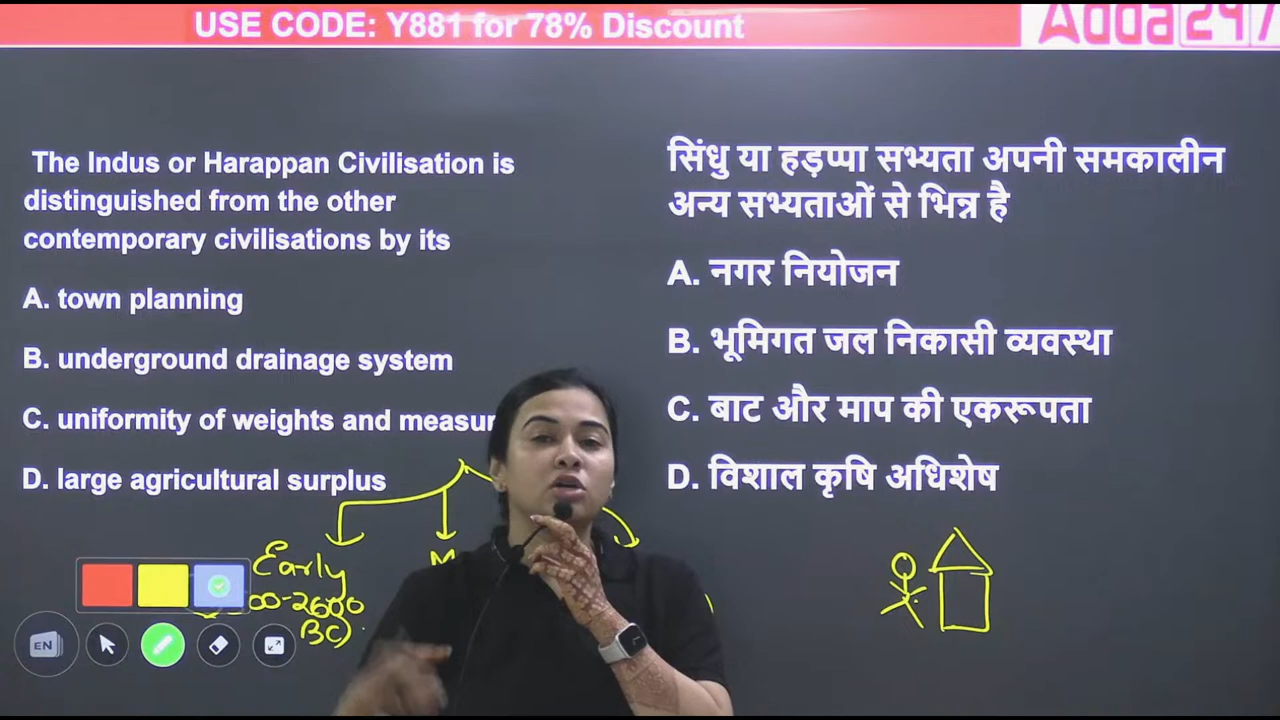 USE CODE: Y881 for 78% Discount
The Indus or Harappan Civilisation is
distinguished from the other
contemporary civilisations by its
A. town planning
B. underground drainage system
C. uniformity of weights and measur
D. large agricultural surplus
सिंधु या हड़प्पा सभ्यता अपनी समकालीन
अन्य सभ्यताओं से भिन्न है
A. नगर नियोजन
B. भूमिगत जल निकासी व्यवस्था
C. बाट और माप की एकरूपता
D. विशाल कृषि अधिशेष
Early
00-2600
BC)
M
EN